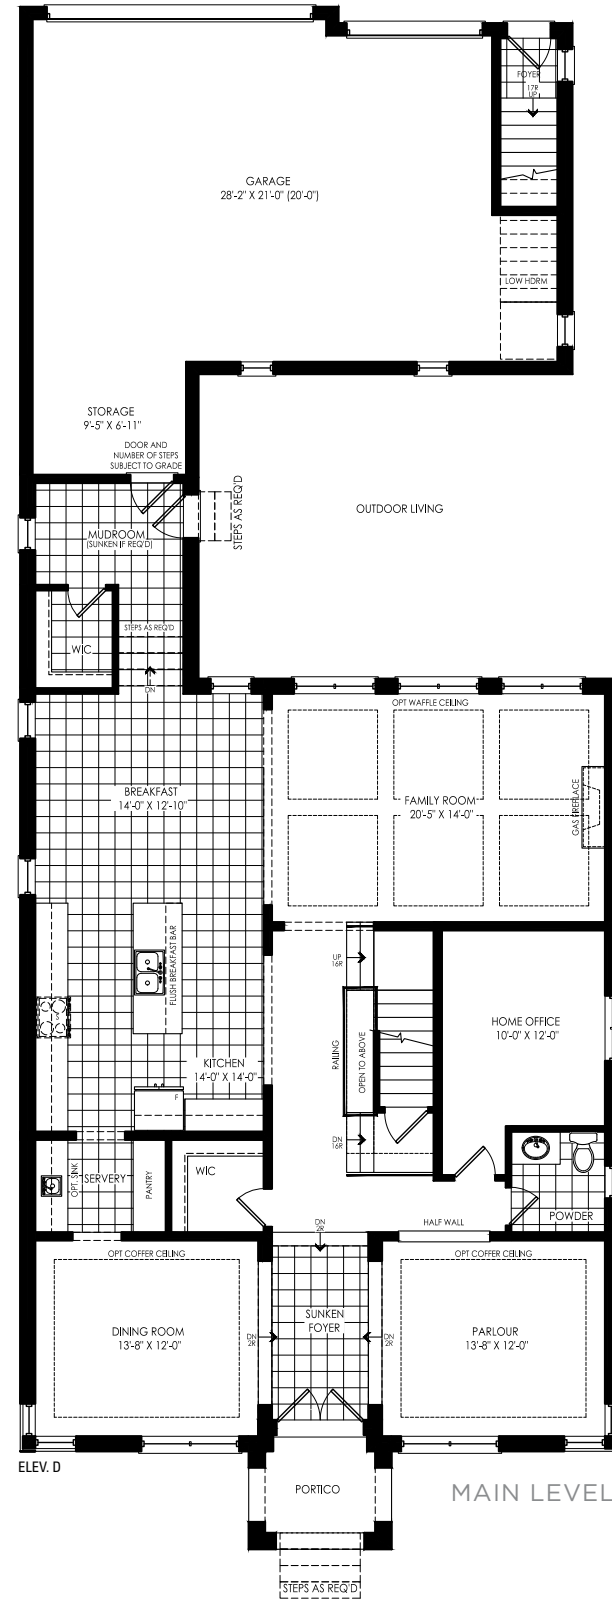 FOYER
17R
UP
GARAGE
28'-2" X 21'-0" (20'-0")
LOW HDRM
STORAGE
9'-5" X 6'-11"
DOOR AND
NUMBER OF STEPS
SUBJECT TO GRADE
STEPS AS REQ'D
OUTDOOR LIVING
MUDROOM
(SUNKEN IF REQ'D)
STEPS AS REQ'D
WIC
DN
OPT WAFFLE CEILING
BREAKFAST
14'-0" X 12'-10"
FAMILY ROOM
20'-5" X 14'-0"
GAS FIREPLACE
FLUSH BREAKFAST BAR
UP
16R
HOME OFFICE
10'-0" X 12'-0"
RAILING
OPEN TO ABOVE
KITCHEN
14'-0" X 14'-0"
F
DN
16R
OPT. SINK
SERVERY
PANTRY
WIC
POWDER
DN
2R
HALF WALL
OPT COFFER CEILING
OPT COFFER CEILING
SUNKEN
FOYER
DINING ROOM
13'-8" X 12'-0"
DN
2R
DN
2R
PARLOUR
13'-8" X 12'-0"
ELEV. D
PORTICO
MAIN LEVEL
STEPS AS REQ'D